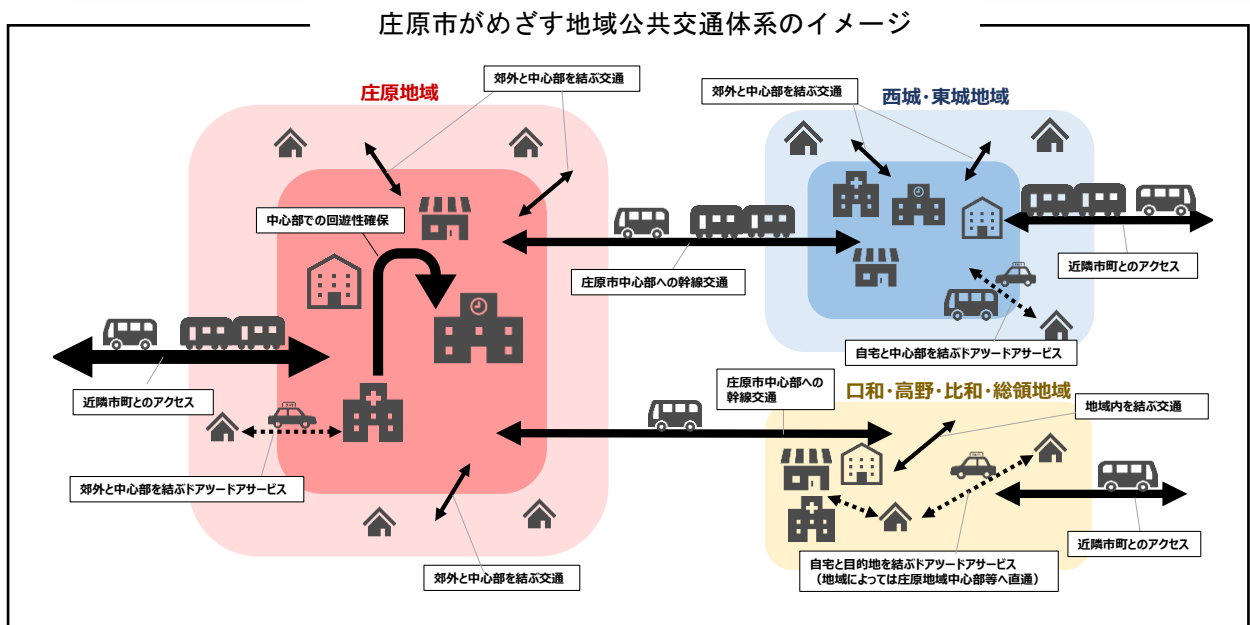 庄原市がめざす地域公共交通体系のイメージ
郊外と中心部を結ぶ交通
庄原地域
中心部での回遊性確保
近隣市町とのアクセス
郊外と中心部を結ぶドアツードアサービス
郊外と中心部を結ぶ交通
庄原市中心部への幹線交通
郊外と中心部を結ぶ交通
西城・東城地域
近隣市町とのアクセス
自宅と中心部を結ぶドアツードアサービス
庄原市中心部への
幹線交通
口和・高野・比和・総領地域
地域内を結ぶ交通
近隣市町とのアクセス
自宅と目的地を結ぶドアツードアサービス
（地域によっては庄原地域中心部等へ直通）